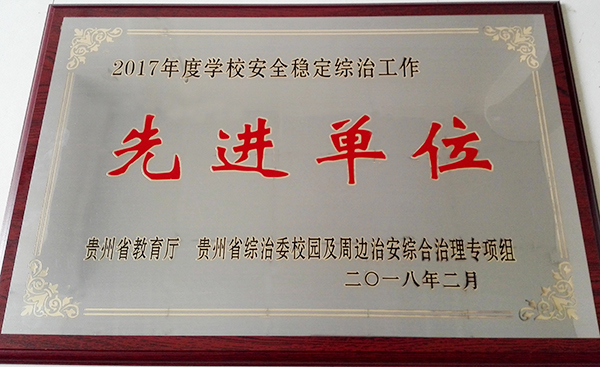 2017年度学校安全稳定综治工作
先进单位
贵州省教育厅 贵州省综治委校园及周边治安综合治理专项组
二〇一八年二月